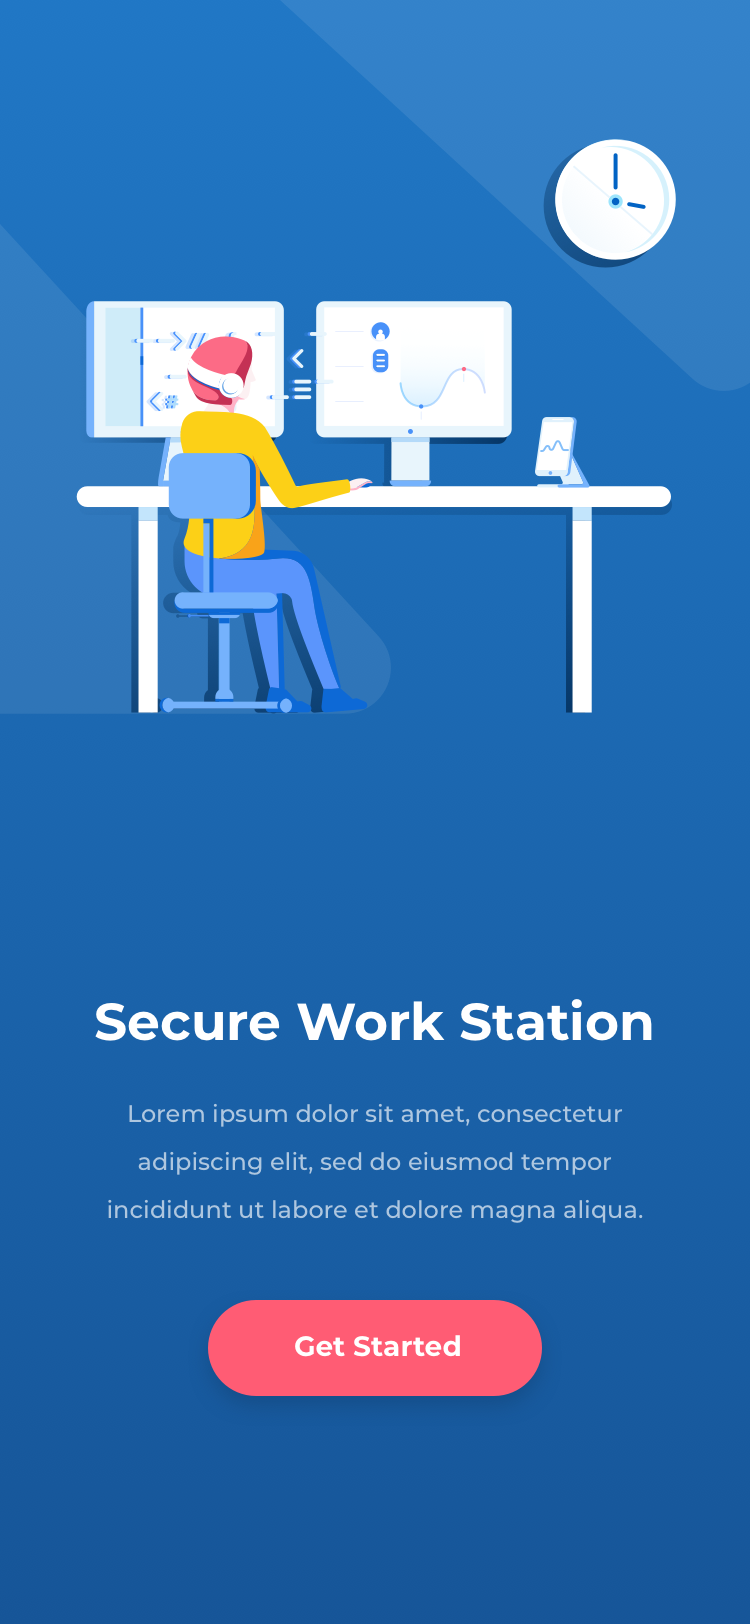 Secure Work Station
Lorem ipsum dolor sit amet, consectetur
adipiscing elit, sed do eiusmod tempor
incididunt ut labore et dolore magna aliqua.
Get Started